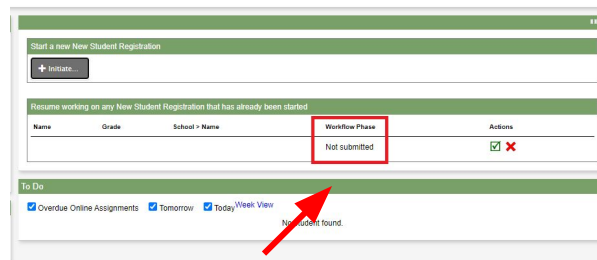 Start a new New Student Registration
+ Initiate...
Resume working on any New Student Registration that has already been started
Name Grade School > Name Workflow Phase Actions
Not submitted
To Do
Overdue Online Assignments Tomorrow Today Week View
No student found.